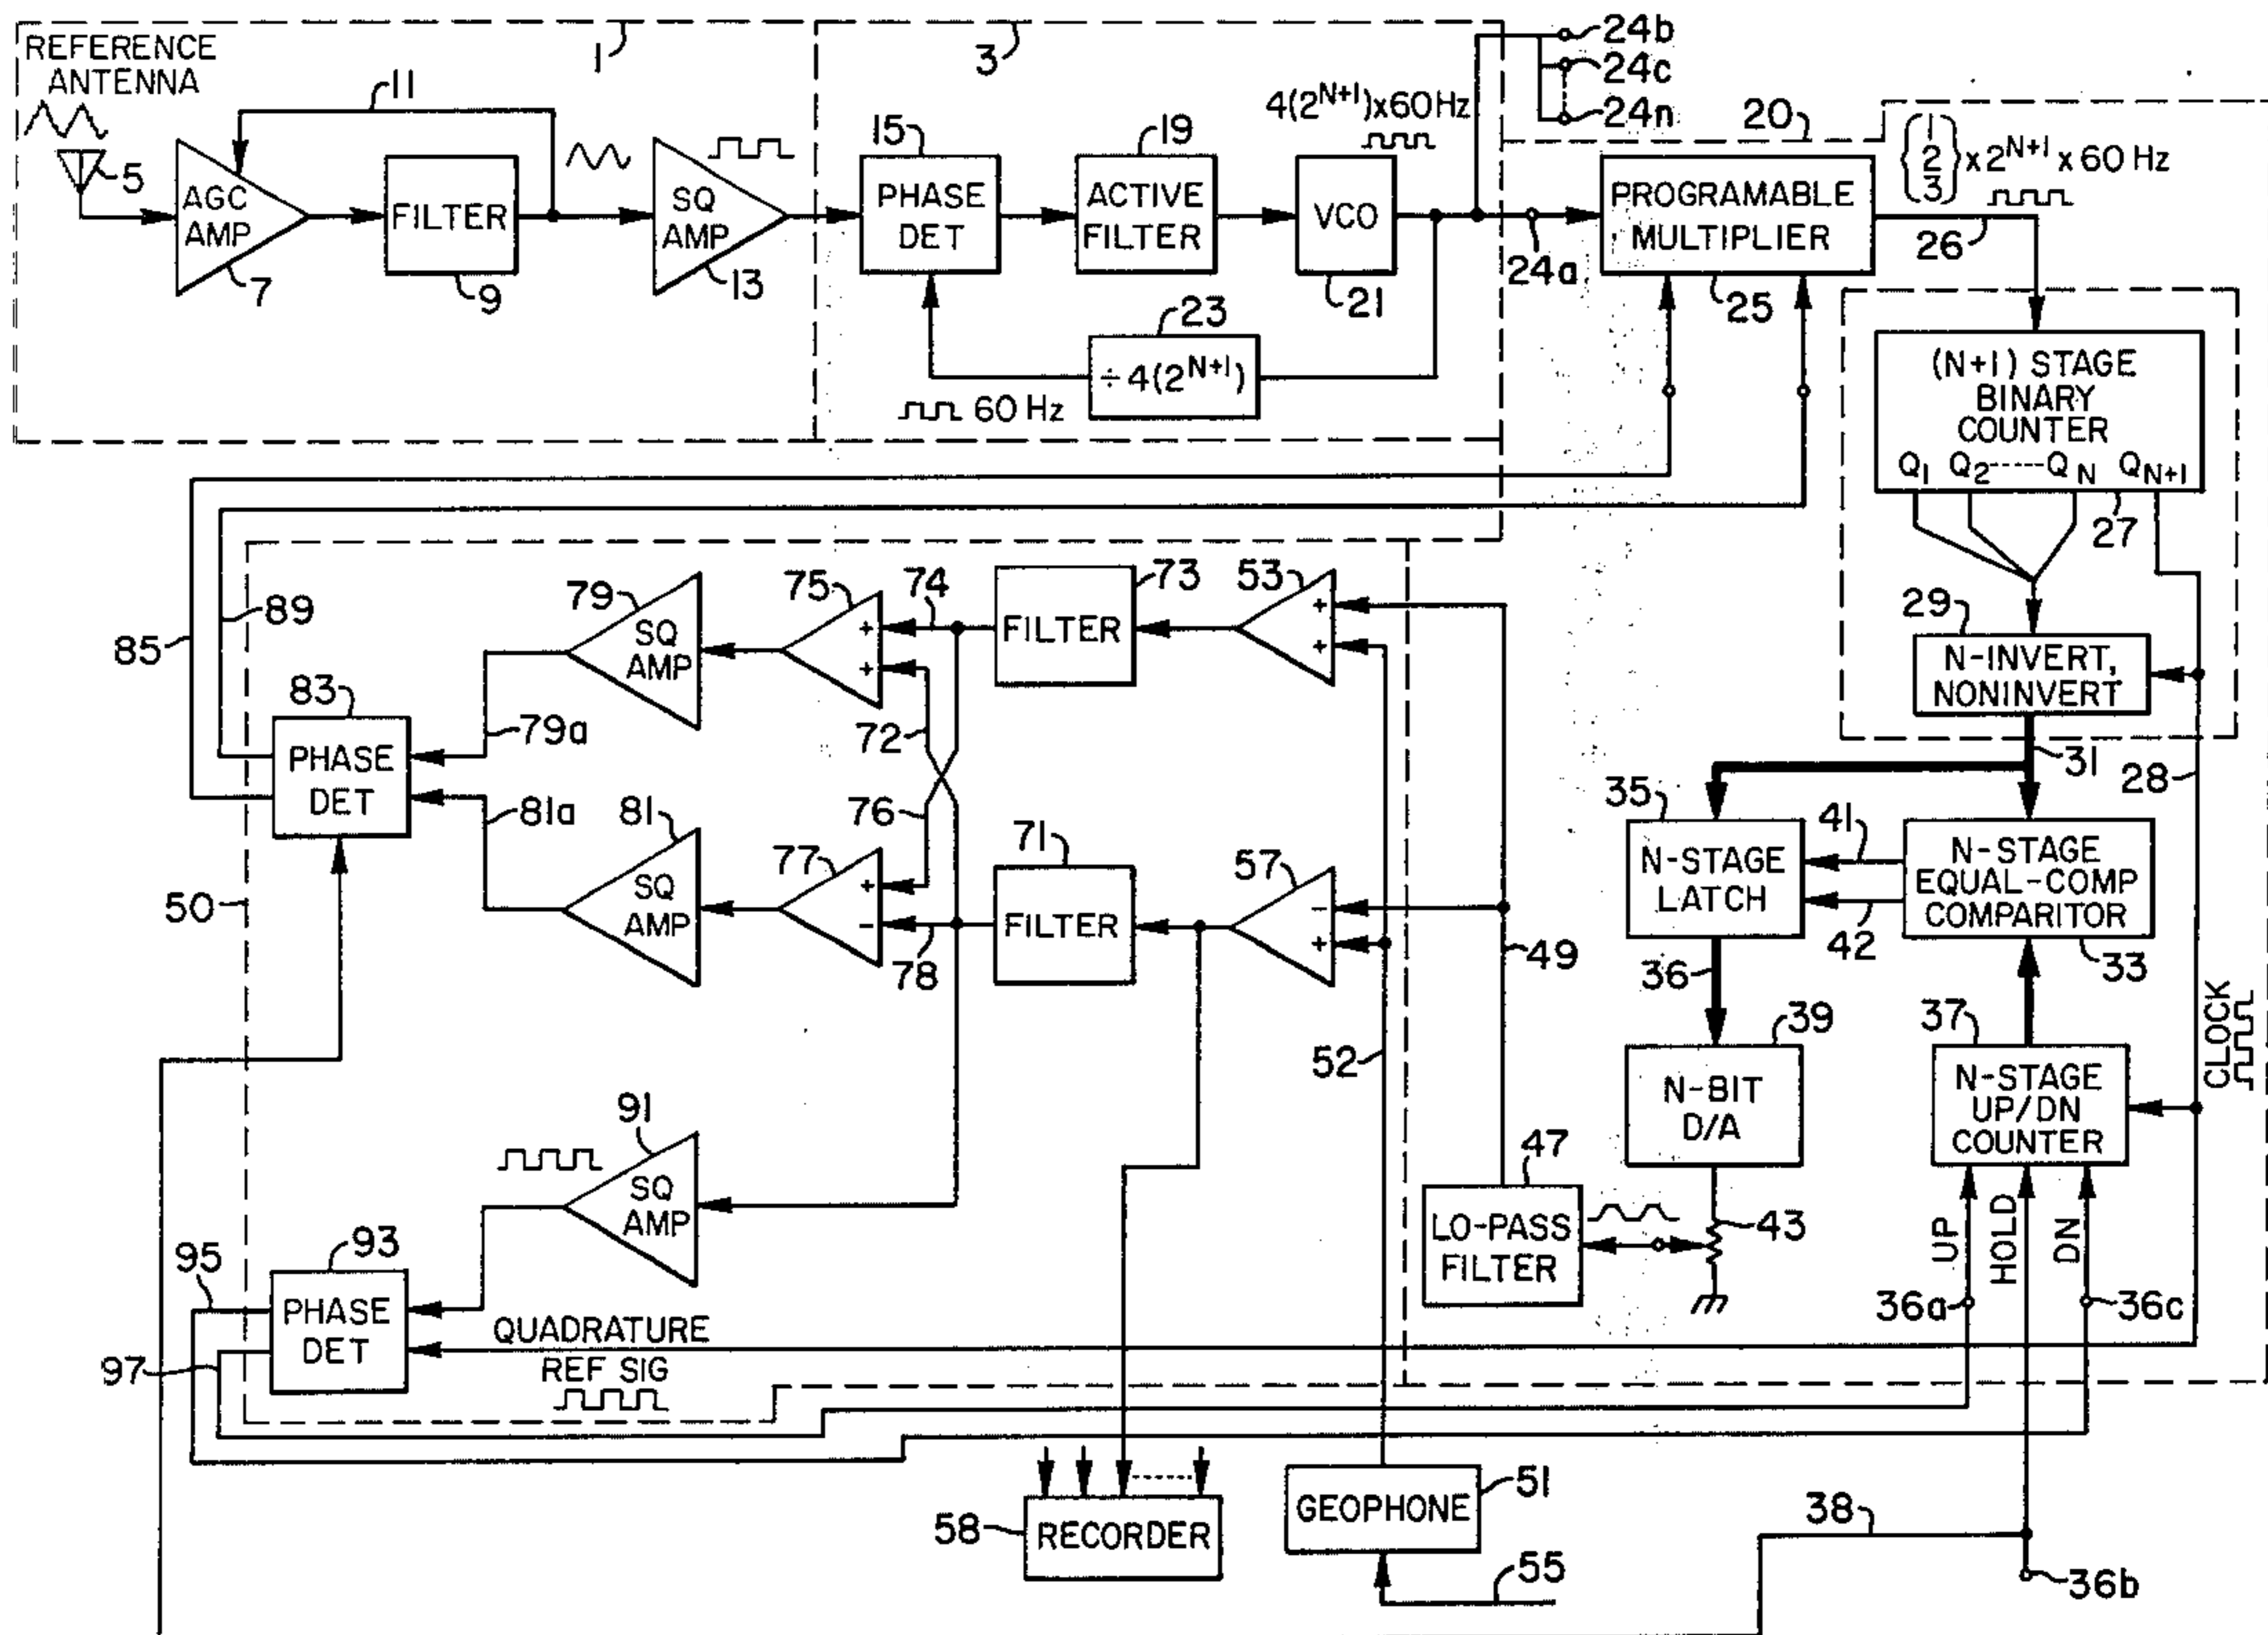 REFERENCE
ANTENNA
1
3
5
AGC
AMP
7
FILTER
9
11
SQ
AMP
13
15
PHASE
DET
19
ACTIVE
FILTER
4(2^{N+1})x60Hz
VCO
21
23
÷4(2^{N+1})
60 Hz
24b
24c
24n
24a
20
PROGRAMABLE
MULTIPLIER
25
{1 2 3} x 2^{N+1} x 60 Hz
26
(N+1) STAGE
BINARY
COUNTER
Q_1 Q_2-----Q_N Q_{N+1}
27
29
N-INVERT,
NONINVERT
31
28
85
89
50
83
PHASE
DET
79a
81a
79
SQ
AMP
75
+
+
74
72
76
73
FILTER
53
+
+
81
SQ
AMP
77
+
-
78
71
FILTER
57
-
+
49
52
35
N-STAGE
LATCH
41
42
N-STAGE
EQUAL-COMP
COMPARITOR
33
36
39
N-BIT
D/A
37
N-STAGE
UP/DN
COUNTER
CLOCK
43
47
LO-PASS
FILTER
UP
HOLD
DN
36a
36c
91
SQ
AMP
93
PHASE
DET
95
97
QUADRATURE
REF SIG
58
RECORDER
GEOPHONE
51
55
38
36b